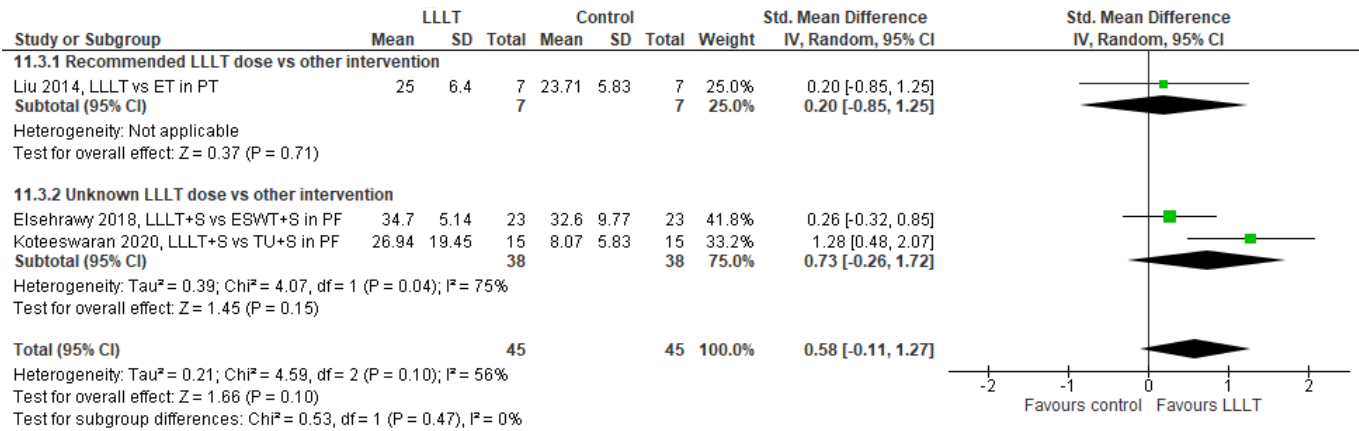 LLLT Control Std. Mean Difference Std. Mean Difference
Study or Subgroup Mean SD Total Mean SD Total Weight IV, Random, 95% CI IV, Random, 95% CI
11.3.1 Recommended LLLT dose vs other intervention
Liu 2014, LLLT vs ET in PT 25 6.4 7 23.71 5.83 7 25.0% 0.20 [-0.85, 1.25]
Subtotal (95% CI) 7 7 25.0% 0.20 [-0.85, 1.25]
Heterogeneity: Not applicable
Test for overall effect: Z = 0.37 (P = 0.71)
11.3.2 Unknown LLLT dose vs other intervention
Elsehrawy 2018, LLLT+S vs ESWT+S in PF 34.7 5.14 23 32.6 9.77 23 41.8% 0.26 [-0.32, 0.85]
Koteeswaran 2020, LLLT+S vs TU+S in PF 26.94 19.45 15 8.07 5.83 15 33.2% 1.28 [0.48, 2.07]
Subtotal (95% CI) 38 38 75.0% 0.73 [-0.26, 1.72]
Heterogeneity: Tau² = 0.39; Chi² = 4.07, df = 1 (P = 0.04); I² = 75%
Test for overall effect: Z = 1.45 (P = 0.15)
Total (95% CI) 45 45 100.0% 0.58 [-0.11, 1.27]
Heterogeneity: Tau² = 0.21; Chi² = 4.59, df = 2 (P = 0.10); I² = 56%
Test for overall effect: Z = 1.66 (P = 0.10)
Test for subgroup differences: Chi² = 0.53, df = 1 (P = 0.47), I² = 0%
-2 -1 0 1 2
Favours control Favours LLLT